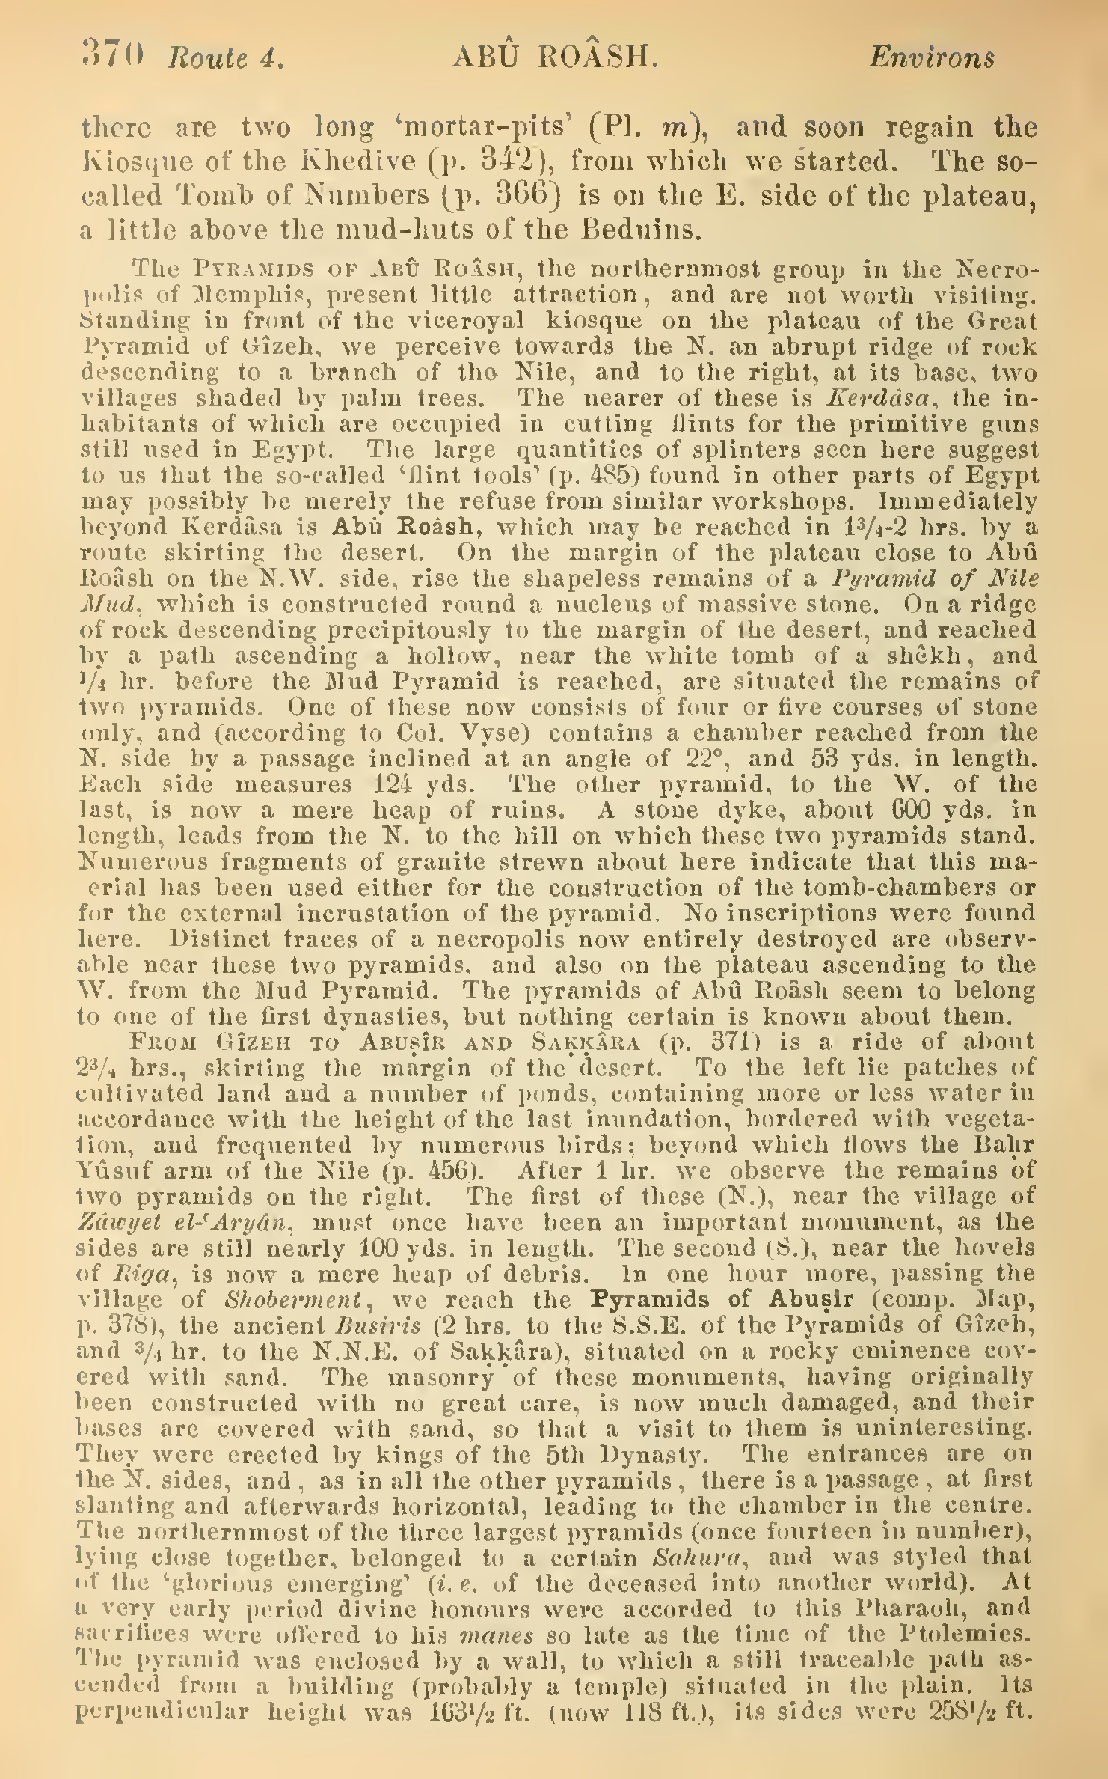 370 Route 4. ABÛ ROÂSH. Environs
there are two long 'mortar-pits' (Pl. m), and soon regain the
Kiosque of the Khedive (p. 342), from which we started. The so-
called Tomb of Numbers (p. 366) is on the E. side of the plateau,
a little above the mud-huts of the Beduins.
The PYRAMIDS OF ABÛ ROÂSH, the northernmost group in the Necro-
polis of Memphis, present little attraction, and are not worth visiting.
Standing in front of the viceroyal kiosque on the plateau of the Great
Pyramid of Gîzeh, we perceive towards the N. an abrupt ridge of rock
descending to a branch of the Nile, and to the right, at its base, two
villages shaded by palm trees. The nearer of these is Kerdâsa, the in-
habitants of which are occupied in cutting flints for the primitive guns
still used in Egypt. The large quantities of splinters seen here suggest
to us that the so-called 'flint tools' (p. 485) found in other parts of Egypt
may possibly be merely the refuse from similar workshops. Immediately
beyond Kerdâsa is Abû Roâsh, which may be reached in 1¾-2 hrs. by a
route skirting the desert. On the margin of the plateau close to Abû
Roâsh on the N.W. side, rise the shapeless remains of a Pyramid of Nile
Mud, which is constructed round a nucleus of massive stone. On a ridge
of rock descending precipitously to the margin of the desert, and reached
by a path ascending a hollow, near the white tomb of a shêkh, and
¼ hr. before the Mud Pyramid is reached, are situated the remains of
two pyramids. One of these now consists of four or five courses of stone
only, and (according to Col. Vyse) contains a chamber reached from the
N. side by a passage inclined at an angle of 22°, and 53 yds. in length.
Each side measures 124 yds. The other pyramid, to the W. of the
last, is now a mere heap of ruins. A stone dyke, about 600 yds. in
length, leads from the N. to the hill on which these two pyramids stand.
Numerous fragments of granite strewn about here indicate that this ma-
erial has been used either for the construction of the tomb-chambers or
for the external incrustation of the pyramid. No inscriptions were found
here. Distinct traces of a necropolis now entirely destroyed are observ-
able near these two pyramids, and also on the plateau ascending to the
W. from the Mud Pyramid. The pyramids of Abû Roâsh seem to belong
to one of the first dynasties, but nothing certain is known about them.
FROM GÎZEH TO ABUṢÎR AND SAḲḲÂRA (p. 371) is a ride of about
2¾ hrs., skirting the margin of the desert. To the left lie patches of
cultivated land and a number of ponds, containing more or less water in
accordance with the height of the last inundation, bordered with vegeta-
tion, and frequented by numerous birds; beyond which flows the Bahr
Yûsuf arm of the Nile (p. 456). After 1 hr. we observe the remains of
two pyramids on the right. The first of these (N.), near the village of
Zâwyet el-ʿAryân, must once have been an important monument, as the
sides are still nearly 100 yds. in length. The second (S.), near the hovels
of Rîga, is now a mere heap of debris. In one hour more, passing the
village of Shoberment, we reach the Pyramids of Abuṣir (comp. Map,
p. 378), the ancient Busiris (2 hrs. to the S.S.E. of the Pyramids of Gîzeh,
and ¾ hr. to the N.N.E. of Saḳḳâra), situated on a rocky eminence cov-
ered with sand. The masonry of these monuments, having originally
been constructed with no great care, is now much damaged, and their
bases are covered with sand, so that a visit to them is uninteresting.
They were erected by kings of the 5th Dynasty. The entrances are on
the N. sides, and, as in all the other pyramids, there is a passage, at first
slanting and afterwards horizontal, leading to the chamber in the centre.
The northernmost of the three largest pyramids (once fourteen in number),
lying close together, belonged to a certain Sahura, and was styled that
of the 'glorious emerging' (i. e. of the deceased into another world). At
a very early period divine honours were accorded to this Pharaoh, and
sacrifices were offered to his manes so late as the time of the Ptolemies.
The pyramid was enclosed by a wall, to which a still traceable path as-
cended from a building (probably a temple) situated in the plain. Its
perpendicular height was 163½ ft. (now 118 ft.), its sides were 258½ ft.